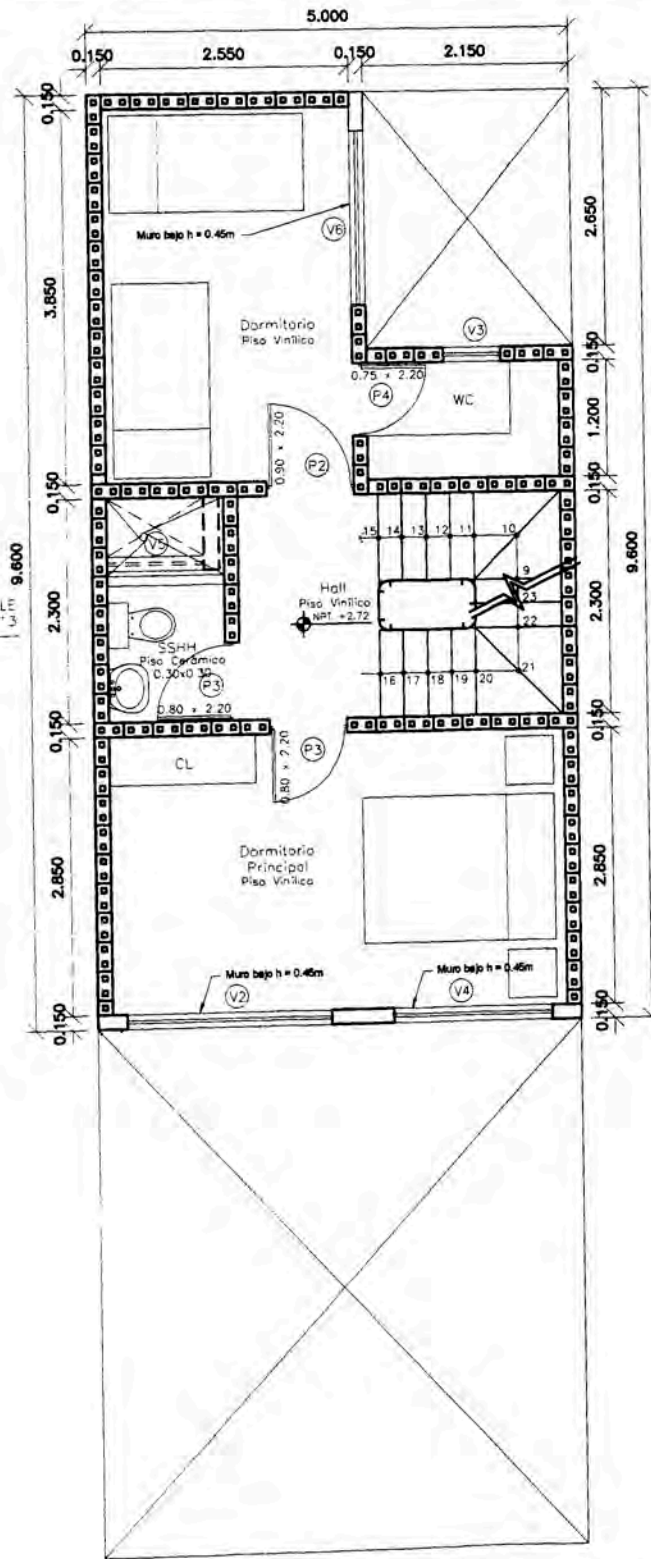 5.000
0.150 2.550 0.150 2.150
0.150
3.850
0.150
2.300
0.150
2.850
0.150
9.600
2.650
0.150
1.200
0.150
2.300
0.150
2.850
0.150
9.600
Muro bajo h = 0.45m
V6
Dormitorio
Piso Vinílico
V3
0.75 x 2.20
P4
WC
0.90 x 2.20
P2
V5
15 14 13 12 11 10
9
23
22
21
16 17 18 19 20
Hall
Piso Vinílico
NPT. +2.72
SSHH
Piso Cerámico
0.30x0.30
P3
0.80 x 2.20
CL
P3
0.80 x 2.20
Dormitorio
Principal
Piso Vinílico
Muro bajo h = 0.45m
V2
Muro bajo h = 0.45m
V4